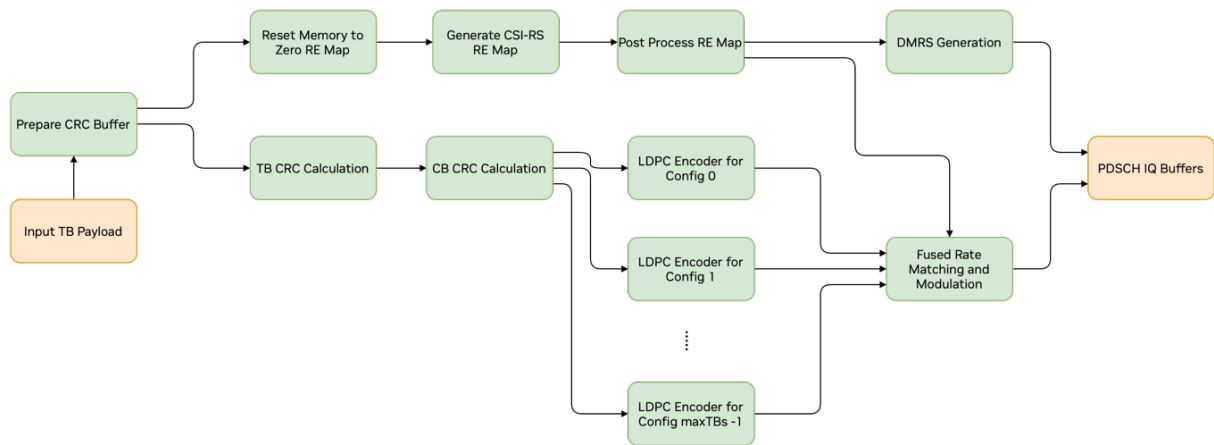 Reset Memory to
Zero RE Map
Generate CSI-RS
RE Map
Post Process RE Map
DMRS Generation
Prepare CRC Buffer
TB CRC Calculation
CB CRC Calculation
LDPC Encoder for
Config 0
PDSCH IQ Buffers
Input TB Payload
LDPC Encoder for
Config 1
Fused Rate
Matching and
Modulation
LDPC Encoder for
Config maxTBs -1